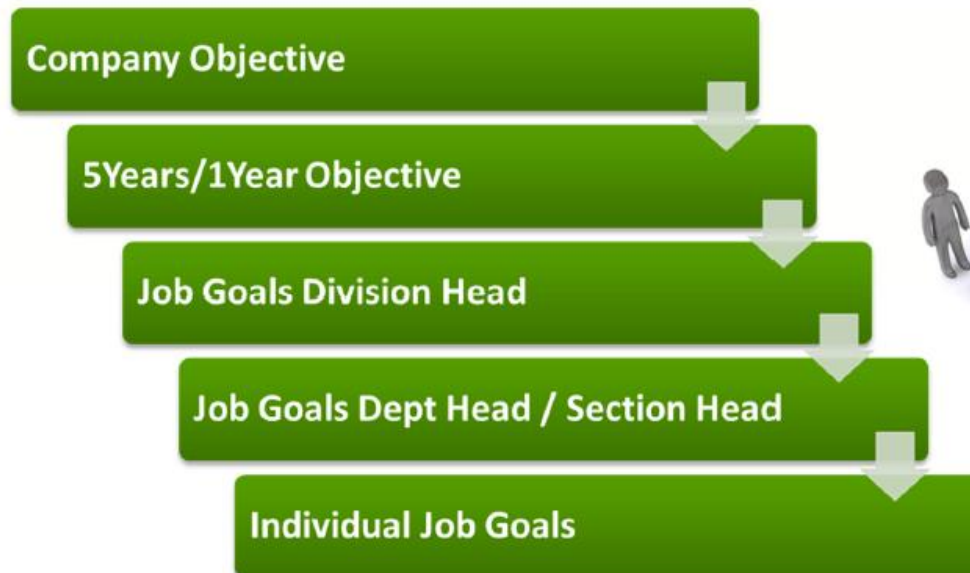 Company Objective
5Years/1Year Objective
Job Goals Division Head
Job Goals Dept Head / Section Head
Individual Job Goals